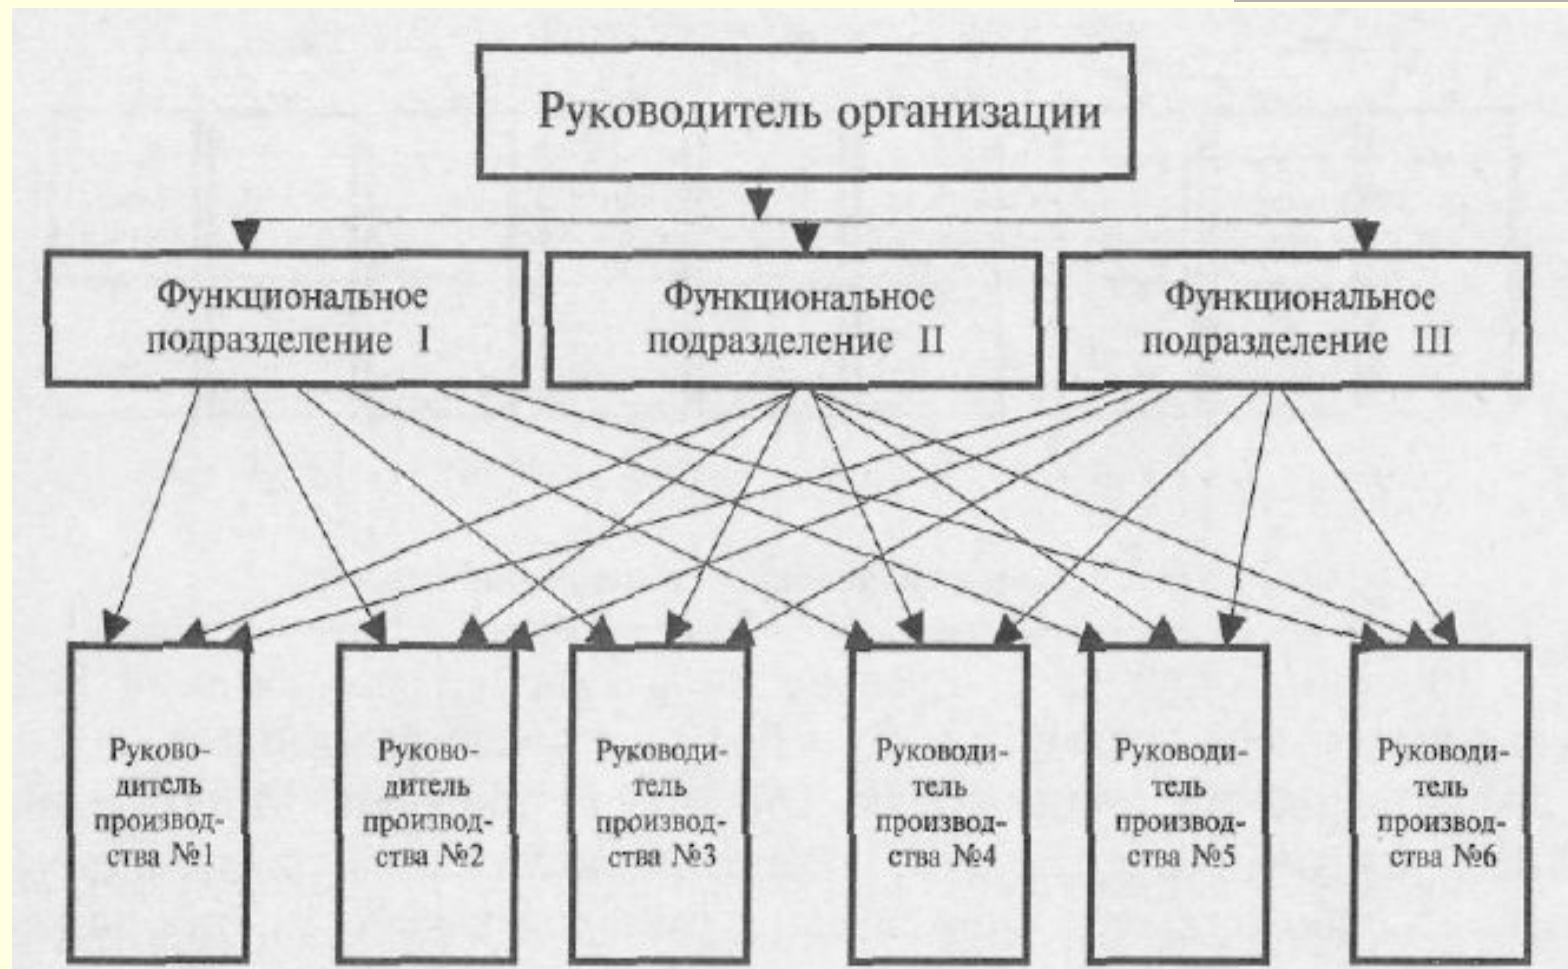 Руководитель организации
Функциональное
подразделение I
Функциональное
подразделение II
Функциональное
подразделение III
Руково-
дитель
производ-
ства №1
Руково-
дитель
производ-
ства №2
Руководи-
тель
производ-
ства №3
Руководи-
тель
производ-
ства №4
Руководи-
тель
производ-
ства №5
Руководи-
тель
производ-
ства №6